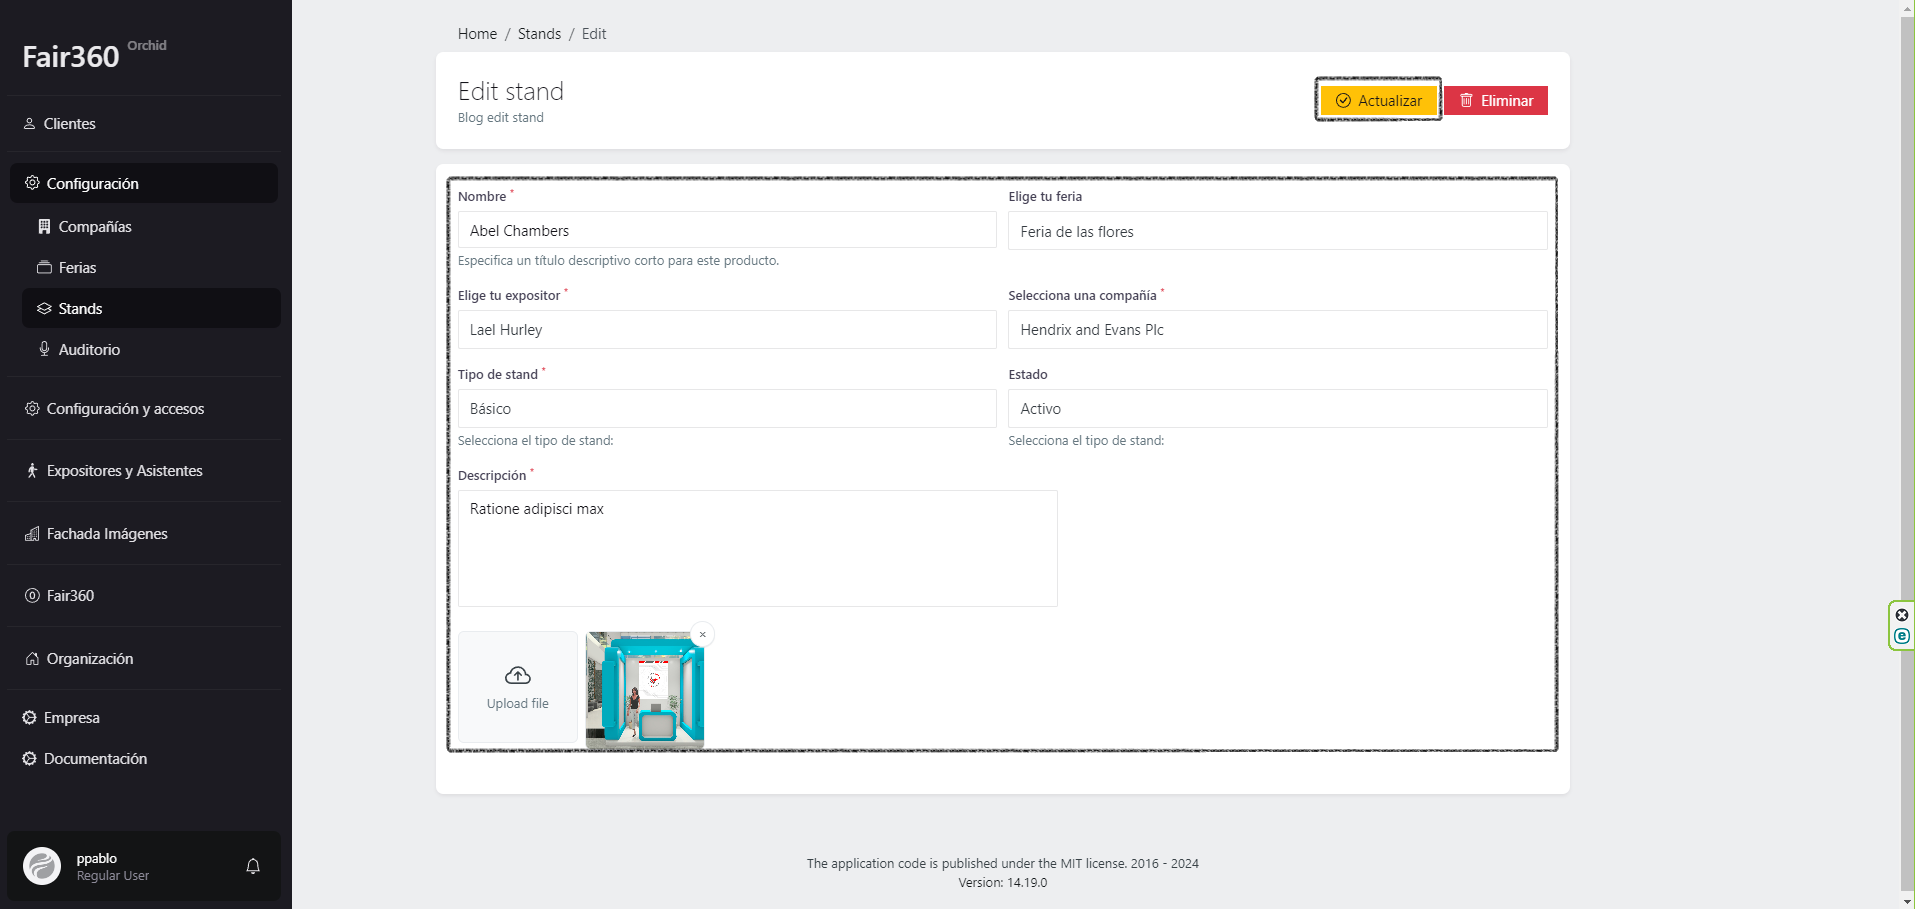 Fair360 Orchid
Clientes
Configuración
Compañías
Ferias
Stands
Auditorio
Configuración y accesos
Expositores y Asistentes
Fachada Imágenes
Fair360
Organización
Empresa
Documentación
ppablo
Regular User
Home / Stands / Edit
Edit stand
Blog edit stand
Actualizar
Eliminar
Nombre *
Abel Chambers
Especifica un título descriptivo corto para este producto.
Elige tu feria
Feria de las flores
Elige tu expositor *
Lael Hurley
Selecciona una compañía *
Hendrix and Evans Plc
Tipo de stand *
Básico
Selecciona el tipo de stand:
Estado
Activo
Selecciona el tipo de stand:
Descripción *
Ratione adipisci max
Upload file
The application code is published under the MIT license. 2016 - 2024
Version: 14.19.0